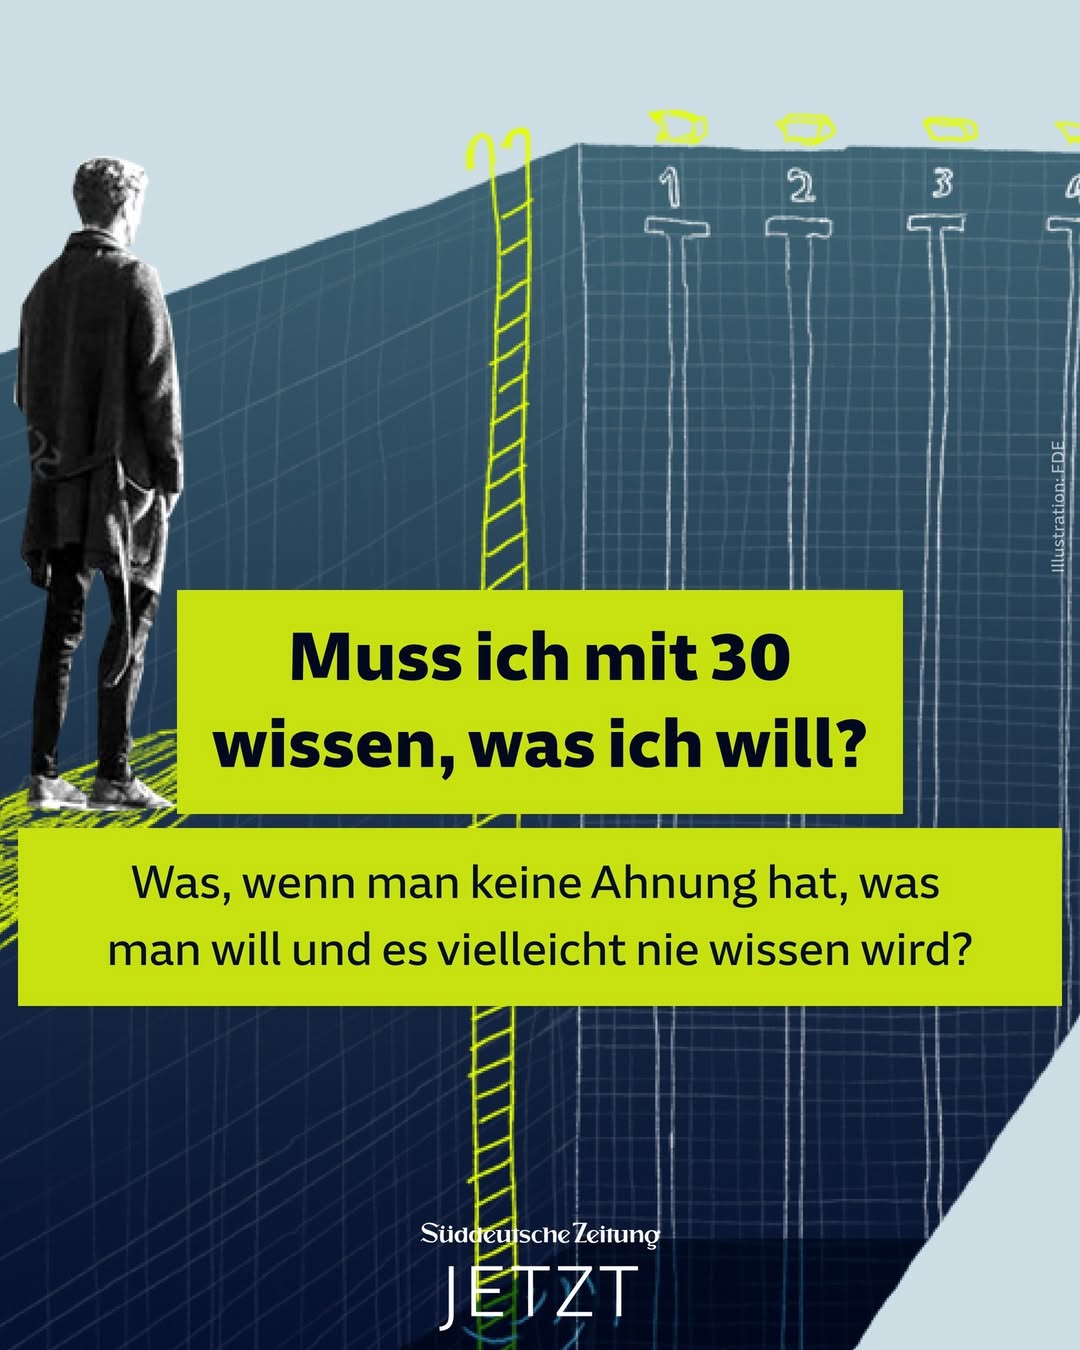 1
2
3
4
Illustration: FDE
Muss ich mit 30
wissen, was ich will?
Was, wenn man keine Ahnung hat, was
man will und es vielleicht nie wissen wird?
Süddeutsche Zeitung
JETZT